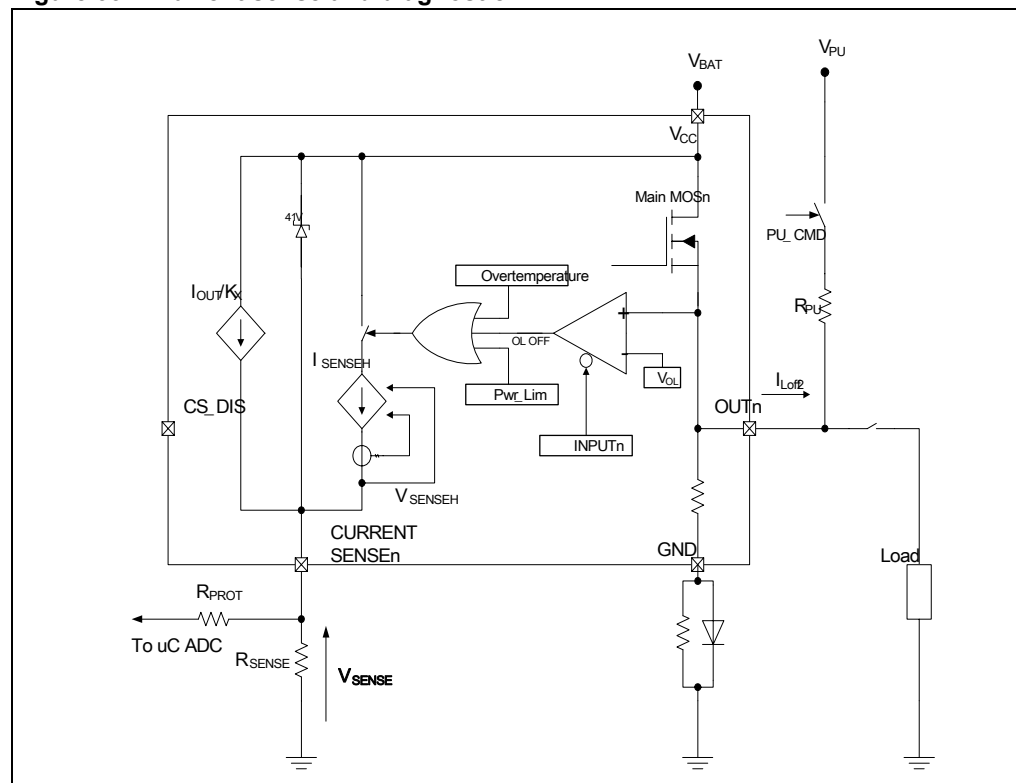 V_PU
V_BAT
V_CC
Main MOSn
41V
PU_CMD
Overtemperature
I_OUT/K_X
R_PU
+
OL OFF
-
I_SENSEH
V_OL
Pwr_Lim
I_Loff2
CS_DIS
OUTn
INPUTn
V_SENSEH
CURRENT
SENSEn
GND
Load
R_PROT
To uC ADC
R_SENSE
V_SENSE